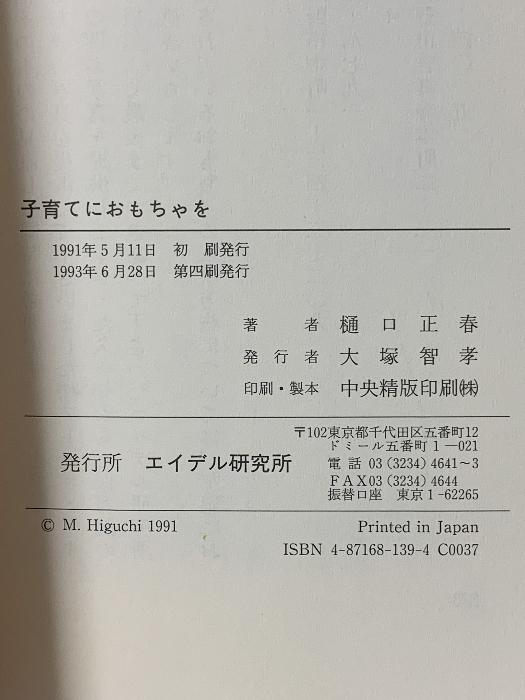 子育てにおもちゃを
1991年5月11日 初 刷発行
1993年6月28日 第四刷発行
著者 樋口正春
発行者 大塚智孝
印刷・製本 中央精版印刷㈱
発行所 エイデル研究所
〒102東京都千代田区五番町12
ドミール五番町1―021
電話 03(3234)4641~3
FAX03(3234)4644
振替口座 東京1-62265
© M. Higuchi 1991 Printed in Japan
ISBN 4-87168-139-4 C0037